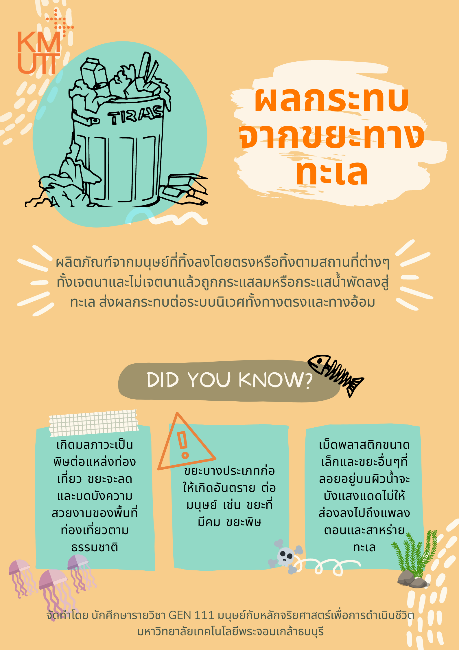 KM
UTT
TRASH
ผลกระทบ
จากขยะทาง
ทะเล
ผลิตภัณฑ์จากมนุษย์ที่ทิ้งลงโดยตรงหรือทิ้งตามสถานที่ต่างๆ
ทั้งเจตนาและไม่เจตนาแล้วถูกกระแสลมหรือกระแสน้ำพัดลงสู่
ทะเล ส่งผลกระทบต่อระบบนิเวศทั้งทางตรงและทางอ้อม
DID YOU KNOW?
เกิดมลภาวะเป็น
พิษต่อแหล่งท่อง
เที่ยว ขยะจะลด
และบดบังความ
สวยงานของพื้นที่
ท่องเที่ยวตาม
ธรรมชาติ
ขยะบางประเภทก่อ
ให้เกิดอันตราย ต่อ
มนุษย์ เช่น ขยะที่
มีคม ขยะพิษ
เม็ดพลาสติกขนาด
เล็กและขยะอื่นๆที่
ลอยอยู่บนผิวน้ำจะ
บังแสงแดดไม่ให้
ส่องลงไปถึงแพลง
ตอนและสาหร่าย
ทะเล
จัดทำโดย นักศึกษารายวิชา GEN 111 มนุษย์กับหลักจริยศาสตร์เพื่อการดำเนินชีวิต
มหาวิทยาลัยเทคโนโลยีพระจอมเกล้าธนบุรี